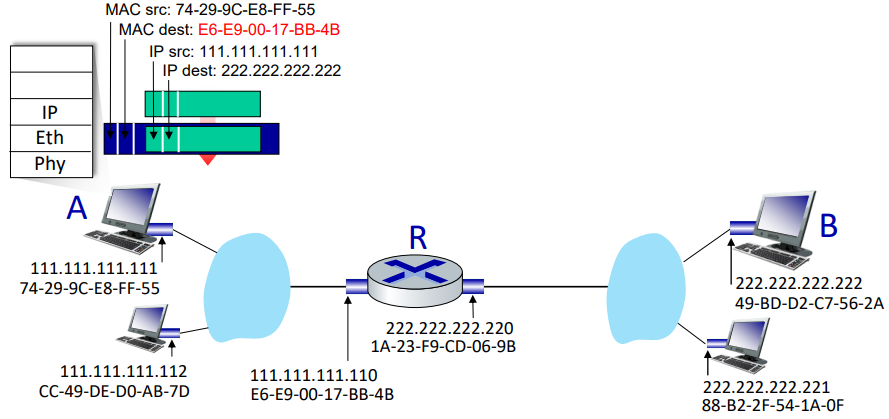 MAC src: 74-29-9C-E8-FF-55
MAC dest: E6-E9-00-17-BB-4B
IP src: 111.111.111.111
IP dest: 222.222.222.222
IP
Eth
Phy
A
111.111.111.111
74-29-9C-E8-FF-55
111.111.111.112
CC-49-DE-D0-AB-7D
R
222.222.222.220
1A-23-F9-CD-06-9B
111.111.111.110
E6-E9-00-17-BB-4B
B
222.222.222.222
49-BD-D2-C7-56-2A
222.222.222.221
88-B2-2F-54-1A-0F